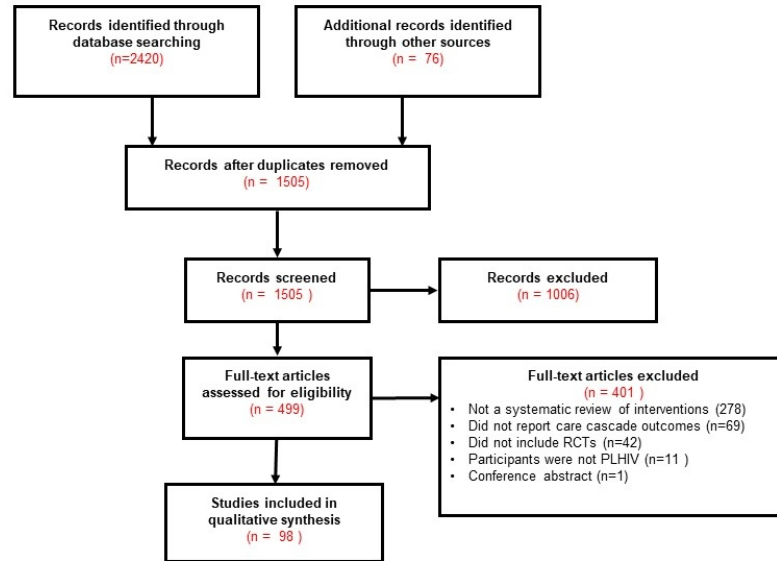 Records identified through
database searching
(n=2420)
Additional records identified
through other sources
(n = 76)
Records after duplicates removed
(n = 1505)
Records screened
(n = 1505 )
Records excluded
(n = 1006)
Full-text articles
assessed for eligibility
(n = 499)
Full-text articles excluded
(n = 401 )
• Not a systematic review of interventions (278)
• Did not report care cascade outcomes (n=69)
• Did not include RCTs (n=42)
• Participants were not PLHIV (n=11 )
• Conference abstract (n=1)
Studies included in
qualitative synthesis
(n = 98 )